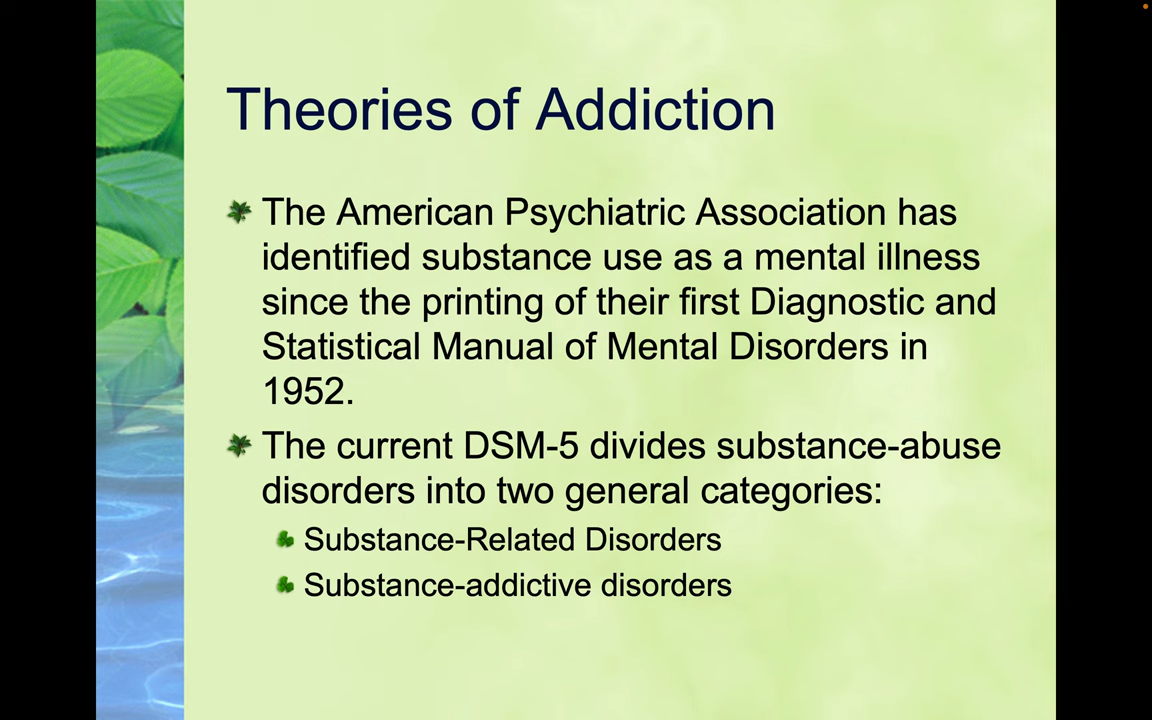 Theories of Addiction
The American Psychiatric Association has
identified substance use as a mental illness
since the printing of their first Diagnostic and
Statistical Manual of Mental Disorders in
1952.
The current DSM-5 divides substance-abuse
disorders into two general categories:
Substance-Related Disorders
Substance-addictive disorders